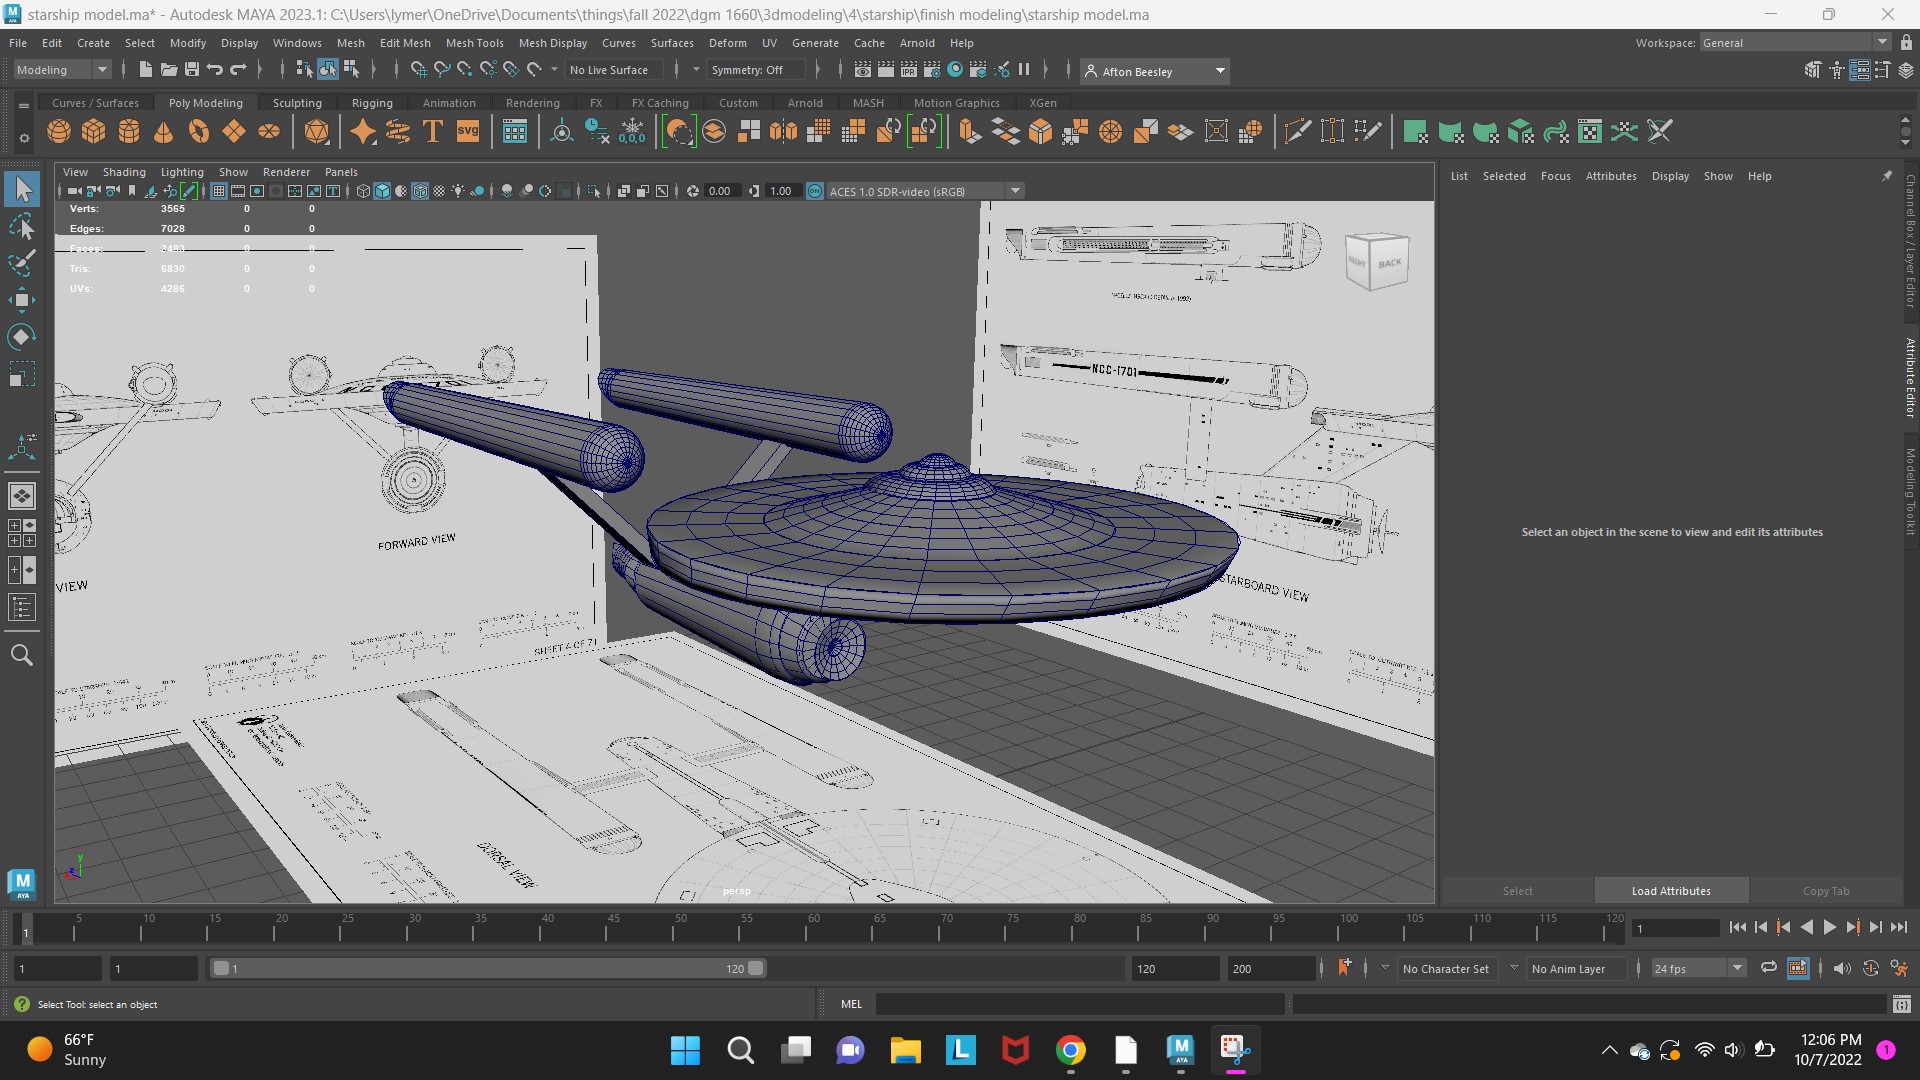 starship model.ma* - Autodesk MAYA 2023.1: C:\Users\lymer\OneDrive\Documents\things\fall 2022\dgm 1660\3dmodeling\4\starship\finish modeling\starship model.ma
File Edit Create Select Modify Display Windows Mesh Edit Mesh Mesh Tools Mesh Display Curves Surfaces Deform UV Generate Cache Arnold Help Workspace: General
Modeling No Live Surface Symmetry: Off IPR Afton Beesley
Curves / Surfaces Poly Modeling Sculpting Rigging Animation Rendering FX FX Caching Custom Arnold MASH Motion Graphics XGen
T svg 0,0,0
View Shading Lighting Show Renderer Panels
0.00 1.00 ON ACES 1.0 SDR-video (sRGB)
List Selected Focus Attributes Display Show Help
Verts: 3565 0 0
Edges: 7028 0 0
Faces: 3483 0 0
Tris: 6830 0 0
UVs: 4286 0 0
RIGHT BACK
NCC-1701
FORWARD VIEW
VIEW
STARBOARD VIEW
SHEET 4 OF 71
DORSAL VIEW
persp
y
Channel Box / Layer Editor
Attribute Editor
Modeling Toolkit
Select an object in the scene to view and edit its attributes
Select Load Attributes Copy Tab
M
AYA
5 10 15 20 25 30 35 40 45 50 55 60 65 70 75 80 85 90 95 100 105 110 115 120
1 1
1 1 1 120 120 200 No Character Set No Anim Layer 24 fps
Select Tool: select an object MEL
66°F
Sunny
12:06 PM
10/7/2022
1